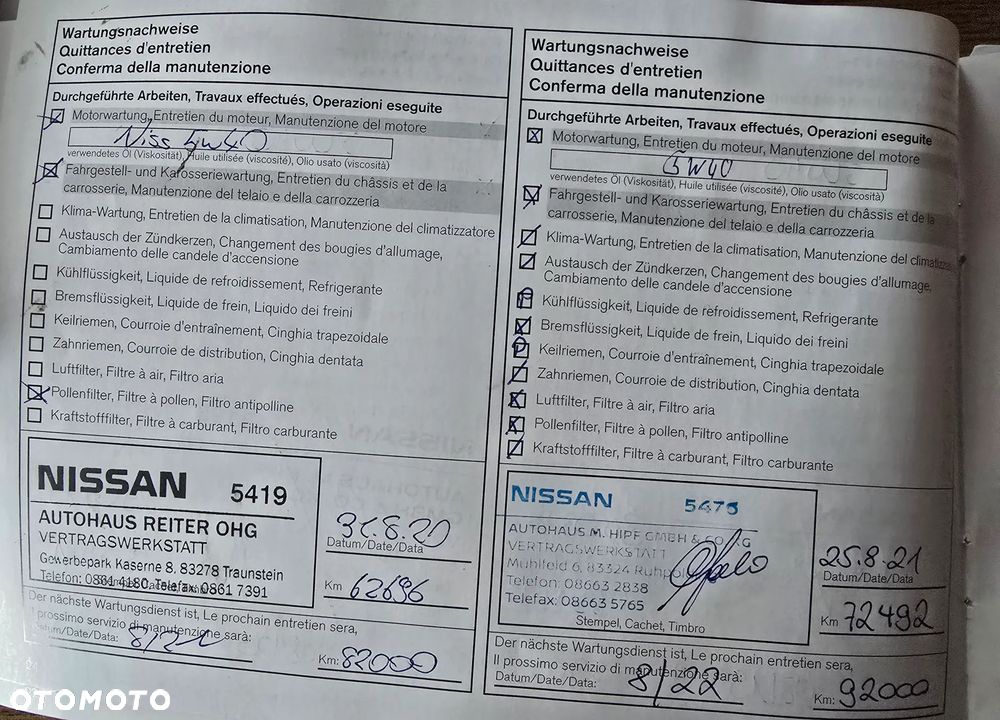 Wartungsnachweise
Quittances d'entretien
Conferma della manutenzione
Durchgeführte Arbeiten, Travaux effectués, Operazioni eseguite
Motorwartung, Entretien du moteur, Manutenzione del motore
Niss 5W40
verwendetes Öl (Viskosität), Huile utilisée (viscosité), Olio usato (viscosità)
Fahrgestell- und Karosseriewartung, Entretien du châssis et de la
carrosserie, Manutenzione del telaio e della carrozzeria
Klima-Wartung, Entretien de la climatisation, Manutenzione del climatizzatore
Austausch der Zündkerzen, Changement des bougies d'allumage,
Cambiamento delle candele d'accensione
Kühlflüssigkeit, Liquide de refroidissement, Refrigerante
Bremsflüssigkeit, Liquide de frein, Liquido dei freini
Keilriemen, Courroie d'entraînement, Cinghia trapezoidale
Zahnriemen, Courroie de distribution, Cinghia dentata
Luftfilter, Filtre à air, Filtro aria
Pollenfilter, Filtre à pollen, Filtro antipolline
Kraftstofffilter, Filtre à carburant, Filtro carburante
NISSAN 5419
AUTOHAUS REITER OHG
VERTRAGSWERKSTATT
Gewerbepark Kaserne 8. 83278 Traunstein
Telefon: 0861 4180, Telefax: 0861 7391
31.8.20
Datum/Date/Data
Km 62696
Der nächste Wartungsdienst ist, Le prochain entretien sera,
Il prossimo servizio di manutenzione sarà:
Datum/Date/Data:
Km: 82000
Wartungsnachweise
Quittances d'entretien
Conferma della manutenzione
Durchgeführte Arbeiten, Travaux effectués, Operazioni eseguite
Motorwartung, Entretien du moteur, Manutenzione del motore
5W40
verwendetes Öl (Viskosität), Huile utilisée (viscosité), Olio usato (viscosità)
Fahrgestell- und Karosseriewartung, Entretien du châssis et de la
carrosserie, Manutenzione del telaio e della carrozzeria
Klima-Wartung, Entretien de la climatisation, Manutenzione del climatizzatore
Austausch der Zündkerzen, Changement des bougies d'allumage,
Cambiamento delle candele d'accensione
Kühlflüssigkeit, Liquide de refroidissement, Refrigerante
Bremsflüssigkeit, Liquide de frein, Liquido dei freini
Keilriemen, Courroie d'entraînement, Cinghia trapezoidale
Zahnriemen, Courroie de distribution, Cinghia dentata
Luftfilter, Filtre à air, Filtro aria
Pollenfilter, Filtre à pollen, Filtro antipolline
Kraftstofffilter, Filtre à carburant, Filtro carburante
NISSAN 5475
AUTOHAUS M. HIPF GMBH & CO. KG
VERTRAGSWERKSTATT
Mühlfeld 6, 83324 Ruhpolding
Telefon: 08663 2838
Telefax: 08663 5765
Stempel, Cachet, Timbro
25.8.21
Datum/Date/Data
Km 72492
Der nächste Wartungsdienst ist, Le prochain entretien sera,
Il prossimo servizio di manutenzione sarà:
Datum/Date/Data: 8/22
Km: 92000
OTOMOTO